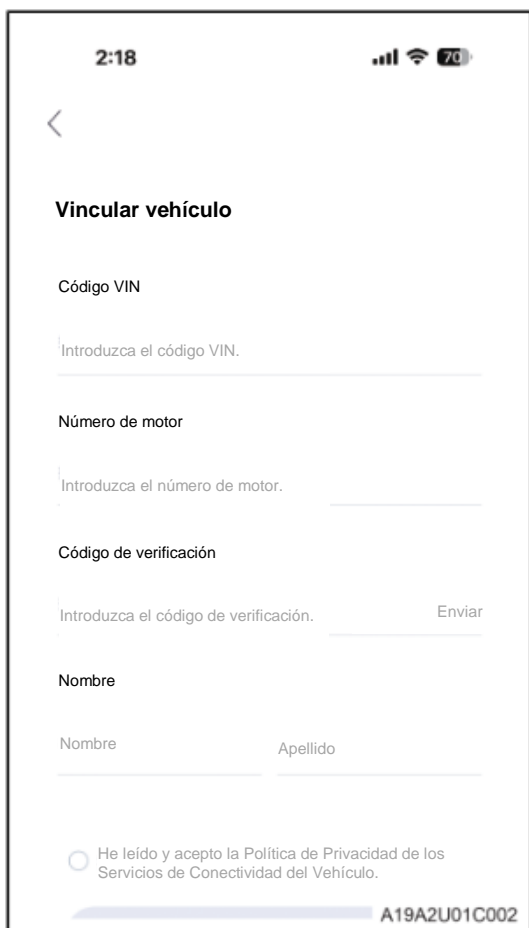 2:18
70
Vincular vehículo
Código VIN
Introduzca el código VIN.
Número de motor
Introduzca el número de motor.
Código de verificación
Introduzca el código de verificación.
Enviar
Nombre
Nombre
Apellido
He leído y acepto la Política de Privacidad de los
Servicios de Conectividad del Vehículo.
A19A2U01C002